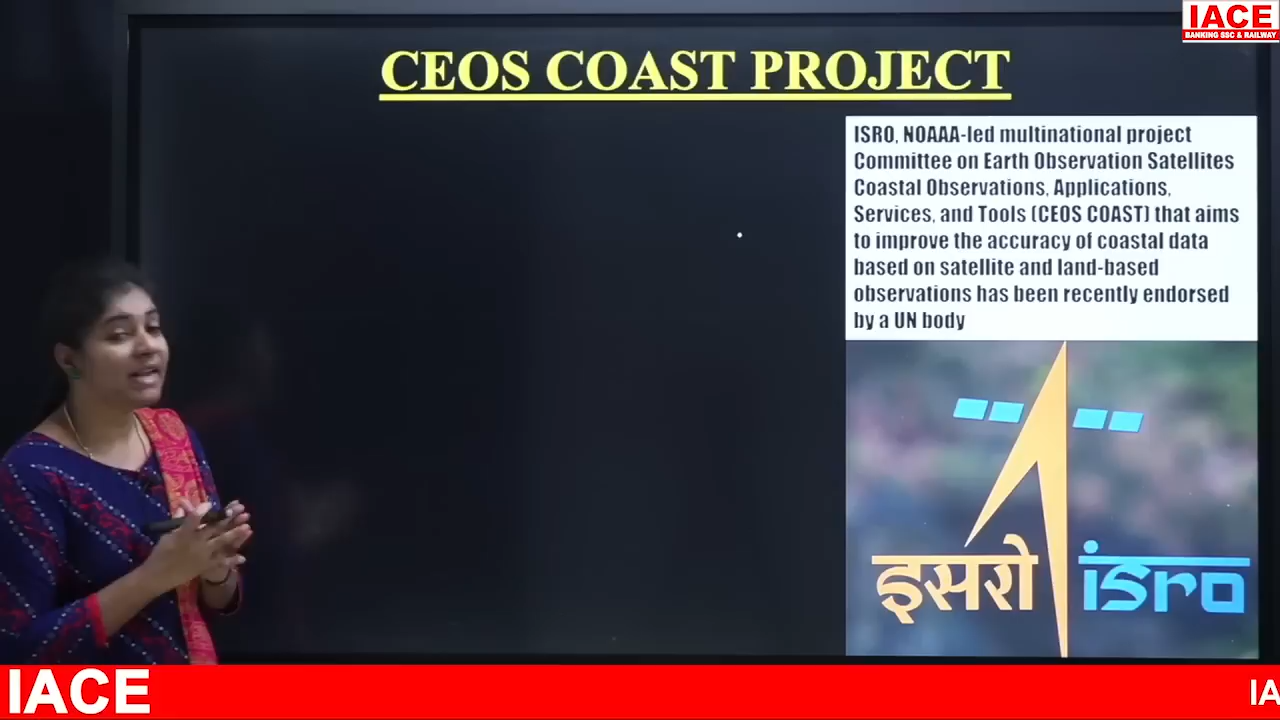 IACE
BANKING SSC & RAILWAY
CEOS COAST PROJECT
ISRO, NOAAA-led multinational project
Committee on Earth Observation Satellites
Coastal Observations, Applications,
Services, and Tools (CEOS COAST) that aims
to improve the accuracy of coastal data
based on satellite and land-based
observations has been recently endorsed
by a UN body
इसरो isro
IACE
IA